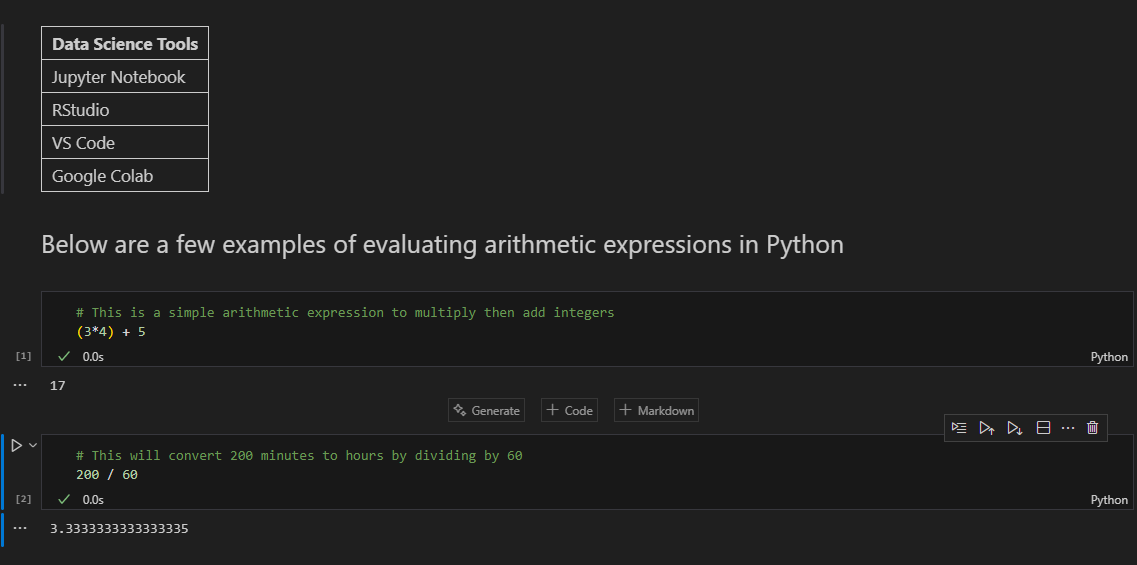 Data Science Tools
Jupyter Notebook
RStudio
VS Code
Google Colab
Below are a few examples of evaluating arithmetic expressions in Python
# This is a simple arithmetic expression to multiply then add integers
(3*4) + 5
[1] 0.0s Python
17
Generate + Code + Markdown
# This will convert 200 minutes to hours by dividing by 60
200 / 60
[2] 0.0s Python
3.3333333333333335